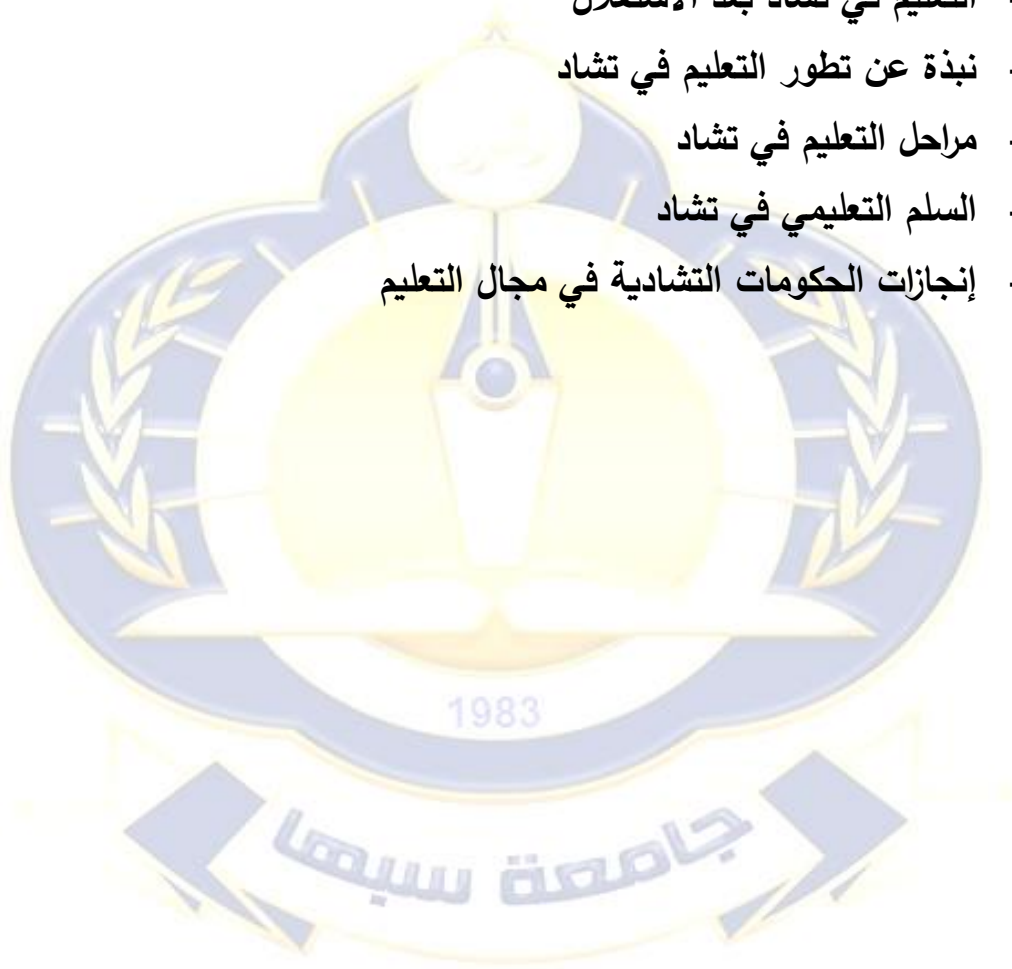 - التعليم في تشاد بعد الاستقلال
- نبذة عن تطور التعليم في تشاد
- مراحل التعليم في تشاد
- السلم التعليمي في تشاد
- إنجازات الحكومات التشادية في مجال التعليم
1983
جامعة سبها